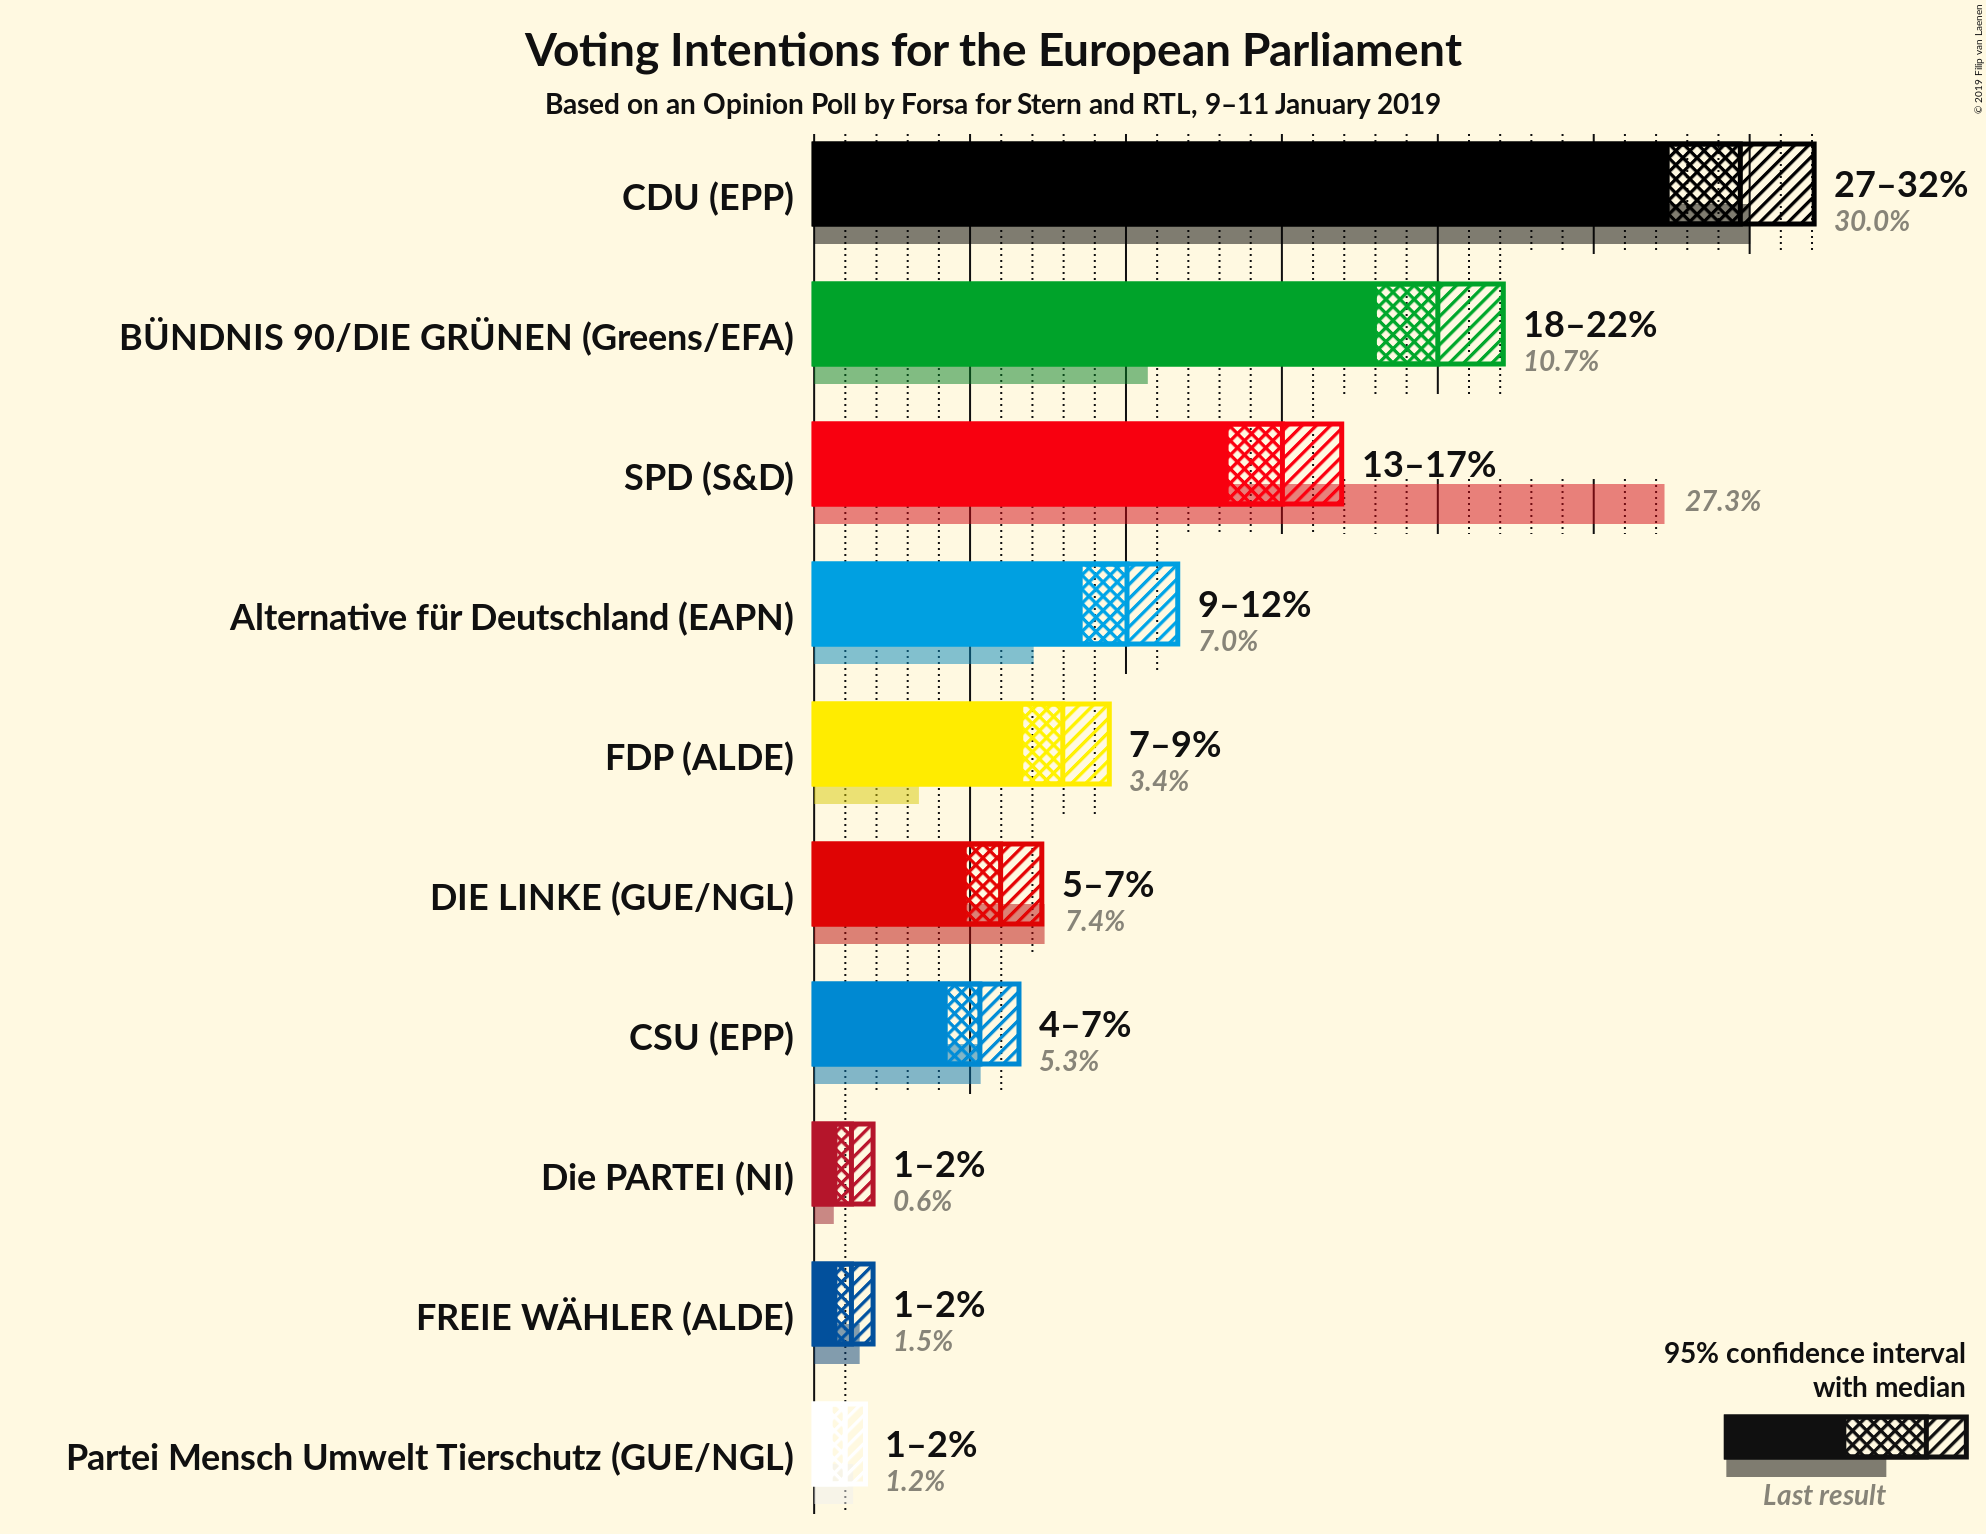 Voting Intentions for the European Parliament
Based on an Opinion Poll by Forsa for Stern and RTL, 9–11 January 2019
© 2019 Filip van Laenen
CDU (EPP)
27–32%
30.0%
BÜNDNIS 90/DIE GRÜNEN (Greens/EFA)
18–22%
10.7%
SPD (S&D)
13–17%
27.3%
Alternative für Deutschland (EAPN)
9–12%
7.0%
FDP (ALDE)
7–9%
3.4%
DIE LINKE (GUE/NGL)
5–7%
7.4%
CSU (EPP)
4–7%
5.3%
Die PARTEI (NI)
1–2%
0.6%
FREIE WÄHLER (ALDE)
1–2%
1.5%
Partei Mensch Umwelt Tierschutz (GUE/NGL)
1–2%
1.2%
95% confidence interval
with median
Last result